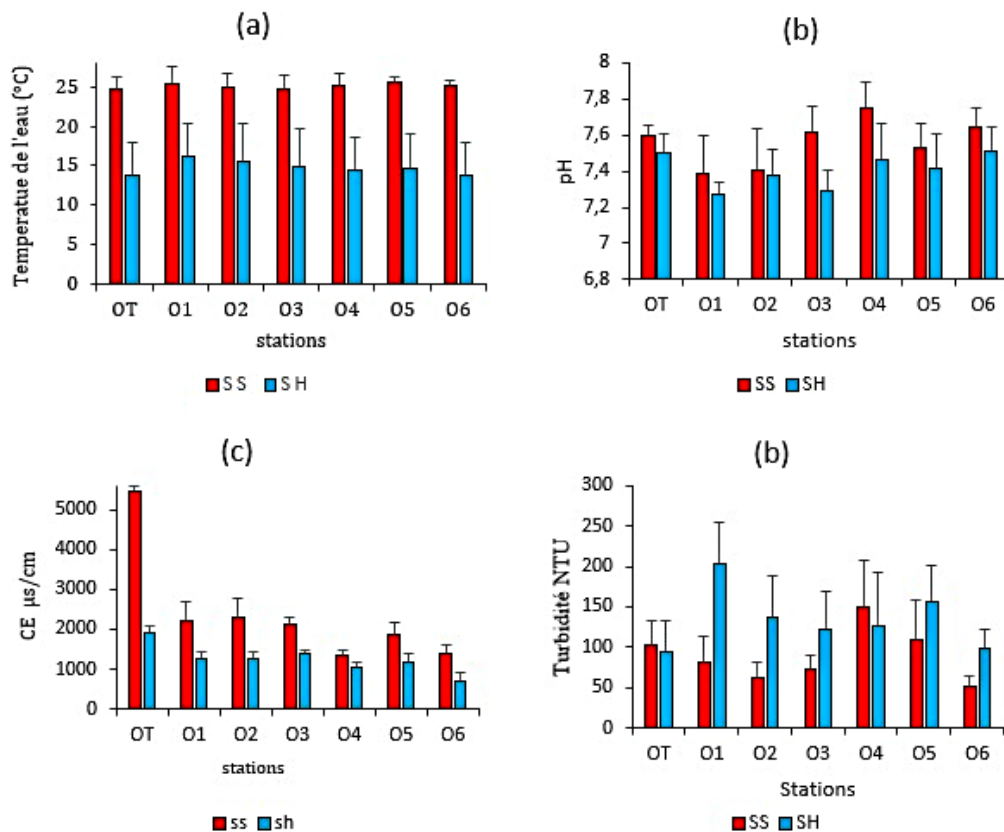 (a)
Temperatue de l'eau (°C)
25
20
15
10
5
0
OT O1 O2 O3 O4 O5 O6
stations
S S S H
(b)
pH
8
7,8
7,6
7,4
7,2
7
6,8
OT O1 O2 O3 O4 O5 O6
stations
SS SH
(c)
CE µs/cm
5000
4000
3000
2000
1000
0
OT O1 O2 O3 O4 O5 O6
stations
ss sh
(b)
Turbidité NTU
300
250
200
150
100
50
0
OT O1 O2 O3 O4 O5 O6
Stations
SS SH